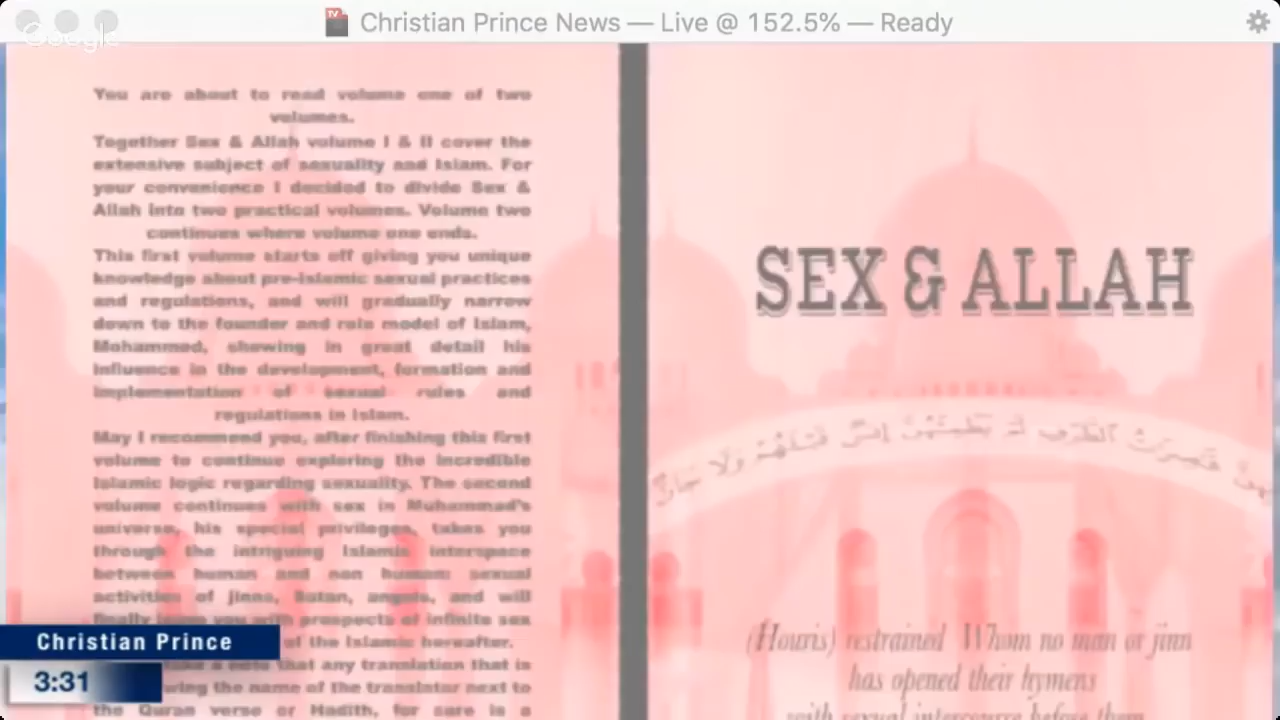 Christian Prince News — Live @ 152.5% — Ready
Google
You are about to read volume one of two
volumes.
Together Sex & Allah volume I & II cover the
extensive subject of sexuality and Islam. For
your convenience I decided to divide Sex &
Allah into two practical volumes. Volume two
continues where volume one ends.
This first volume starts off giving you unique
knowledge about pre-Islamic sexual practices
and regulations, and will gradually narrow
down to the founder and role model of Islam,
Mohammed, showing in great detail his
influence in the development, formation and
implementation of sexual rules and
regulations in Islam.
May I recommend you, after finishing this first
volume to continue exploring the incredible
Islamic logic regarding sexuality. The second
volume continues with sex in Muhammad's
universe, his special privileges, takes you
through the intriguing Islamic interspace
between human and non human sexual
activities of jinns, Satan, angels, and will
finally leave you with prospects of infinite sex
of the Islamic hereafter.
that any translation that is
the name of the translator next to
the Quran verse or Hadith, for sure is a
SEX & ALLAH
قَٰصِرَٰتُ ٱلطَّرْفِ لَمْ يَطْمِثْهُنَّ إِنسٌ قَبْلَهُمْ وَلَا جَآنٌّ
(Houris) restrained Whom no man or jinn
has opened their hymens
with sexual intercourse before them
Christian Prince
3:31